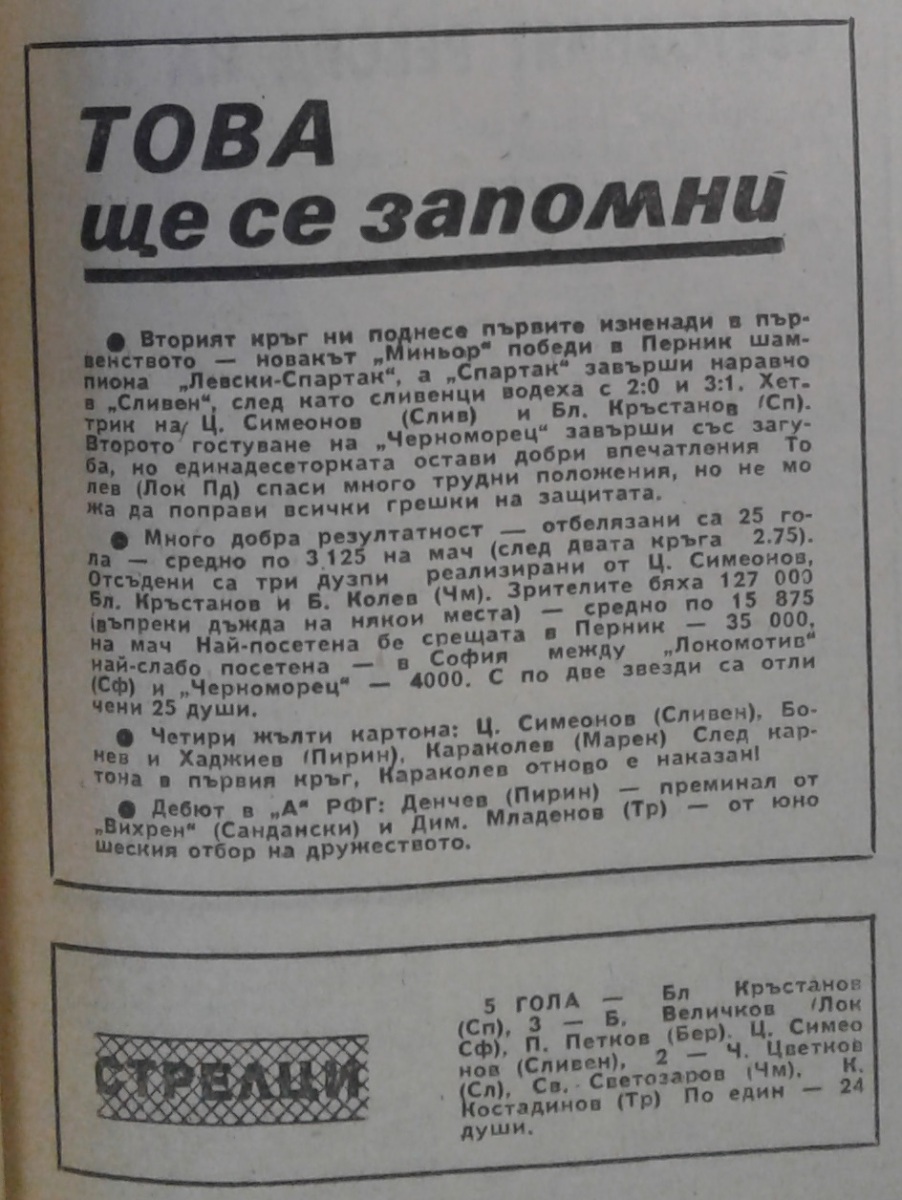 ТОВА
ще се запомни
● Вторият кръг ни поднесе първите изненади в пър-
венството — новакът „Миньор“ победи в Перник шам-
пиона „Левски-Спартак“, а „Спартак“ завърши наравно
в „Сливен“, след като сливенци водеха с 2:0 и 3:1. Хет-
трик на Ц. Симеонов (Слив) и Бл. Кръстанов (Сп).
Второто гостуване на „Черноморец“ завърши със загу-
ба, но единадесеторката остави добри впечатления То
лев (Лок Пд) спаси много трудни положения, но не мо
жа да поправи всички грешки на защитата.
● Много добра резултатност — отбелязани са 25 го-
ла — средно по 3.125 на мач (след двата кръга 2.75).
Отсъдени са три дузпи реализирани от Ц. Симеонов,
Бл. Кръстанов и Б. Колев (Чм). Зрителите бяха 127 000
(въпреки дъжда на някои места) — средно по 15 875
на мач Най-посетена бе срещата в Перник — 35 000,
най-слабо посетена — в София между „Локомотив“
(Сф) и „Черноморец“ — 4000. С по две звезди са отли
чени 25 души.
● Четири жълти картона: Ц. Симеонов (Сливен), Бо-
нев и Хаджиев (Пирин), Караколев (Марек) След кар-
тона в първия кръг, Караколев отново е наказан!
● Дебют в „А“ РФГ: Денчев (Пирин) — преминал от
„Вихрен“ (Сандански) и Дим. Младенов (Тр) — от юно
шеския отбор на дружеството.
СТРЕЛЦИ
5 ГОЛА — Бл Кръстанов
(Сп), 3 — Б. Величков (Лок
Сф), П. Петков (Бер), Ц. Симео
нов (Сливен), 2 — Ч. Цветков
(Сл), Св. Светозаров (Чм), К.
Костадинов (Тр) По един — 24
души.